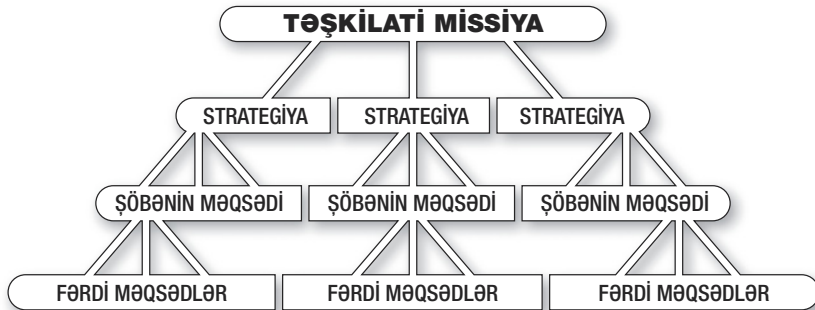 TƏŞKİLATİ MİSSİYA
STRATEGİYA STRATEGİYA STRATEGİYA
ŞÖBƏNİN MƏQSƏDİ ŞÖBƏNİN MƏQSƏDİ ŞÖBƏNİN MƏQSƏDİ
FƏRDİ MƏQSƏDLƏR FƏRDİ MƏQSƏDLƏR FƏRDİ MƏQSƏDLƏR